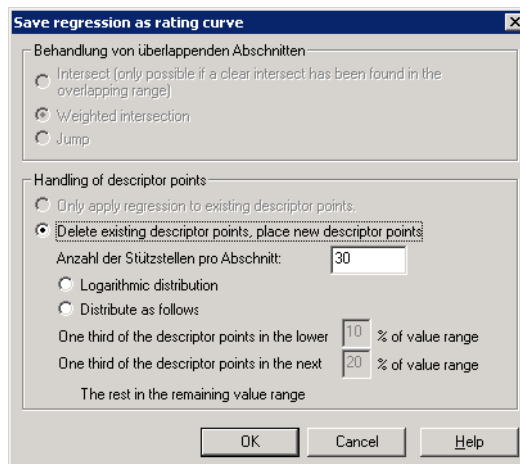 Save regression as rating curve
Behandlung von überlappenden Abschnitten
Intersect (only possible if a clear intersect has been found in the
overlapping range)
Weighted intersection
Jump
Handling of descriptor points
Only apply regression to existing descriptor points.
Delete existing descriptor points, place new descriptor points
Anzahl der Stützstellen pro Abschnitt: 30
Logarithmic distribution
Distribute as follows
One third of the descriptor points in the lower 10 % of value range
One third of the descriptor points in the next 20 % of value range
The rest in the remaining value range
OK Cancel Help